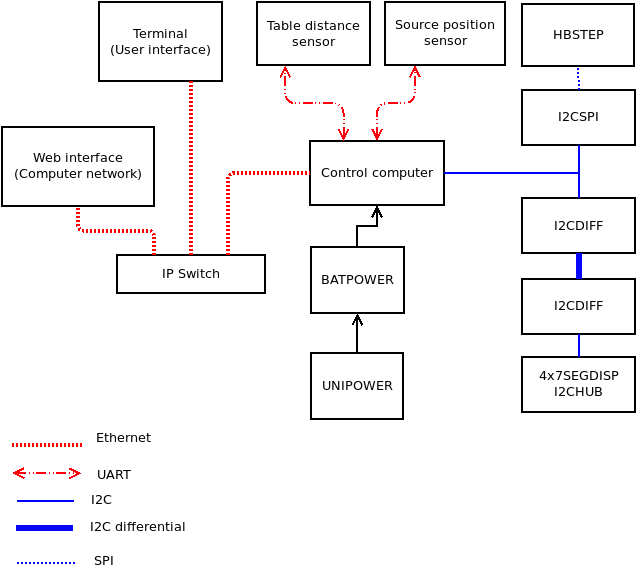 Terminal
(User interface)
Table distance
sensor
Source position
sensor
HBSTEP
I2CSPI
Web interface
(Computer network)
Control computer
I2CDIFF
IP Switch
BATPOWER
I2CDIFF
UNIPOWER
4x7SEGDISP
I2CHUB
Ethernet
UART
I2C
I2C differential
SPI